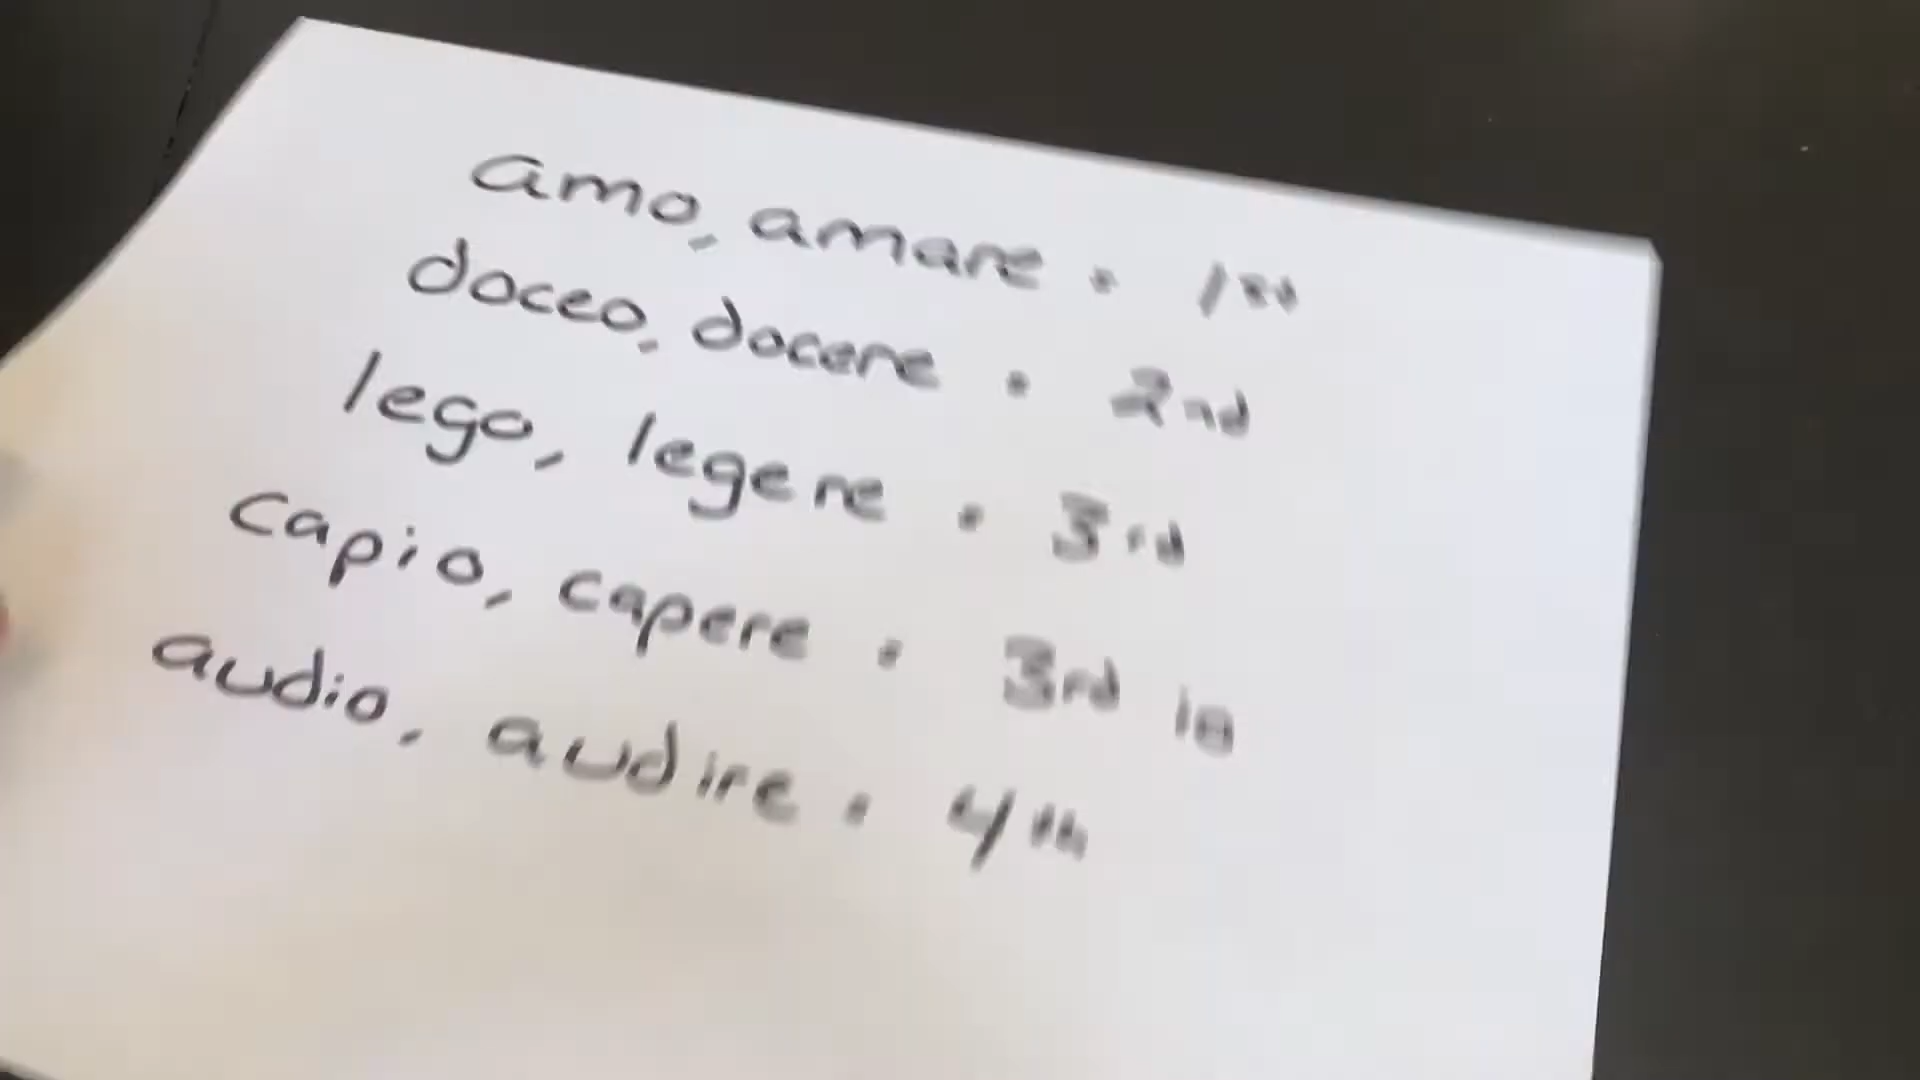 amo, amare = 1st
doceo, docere = 2nd
lego, legere = 3rd
capio, capere = 3rd io
audio, audire = 4th